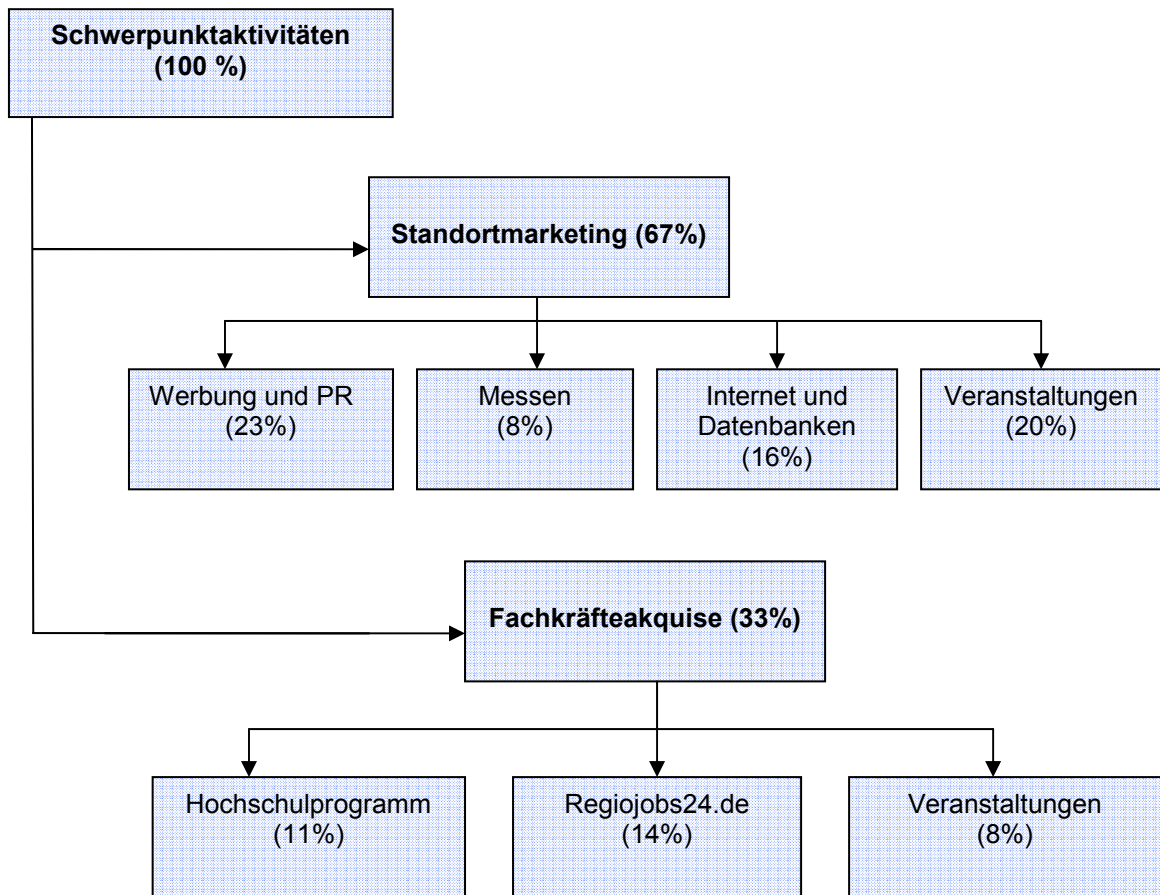 Schwerpunktaktivitäten
(100 %)
Standortmarketing (67%)
Werbung und PR
(23%)
Messen
(8%)
Internet und
Datenbanken
(16%)
Veranstaltungen
(20%)
Fachkräfteakquise (33%)
Hochschulprogramm
(11%)
Regiojobs24.de
(14%)
Veranstaltungen
(8%)